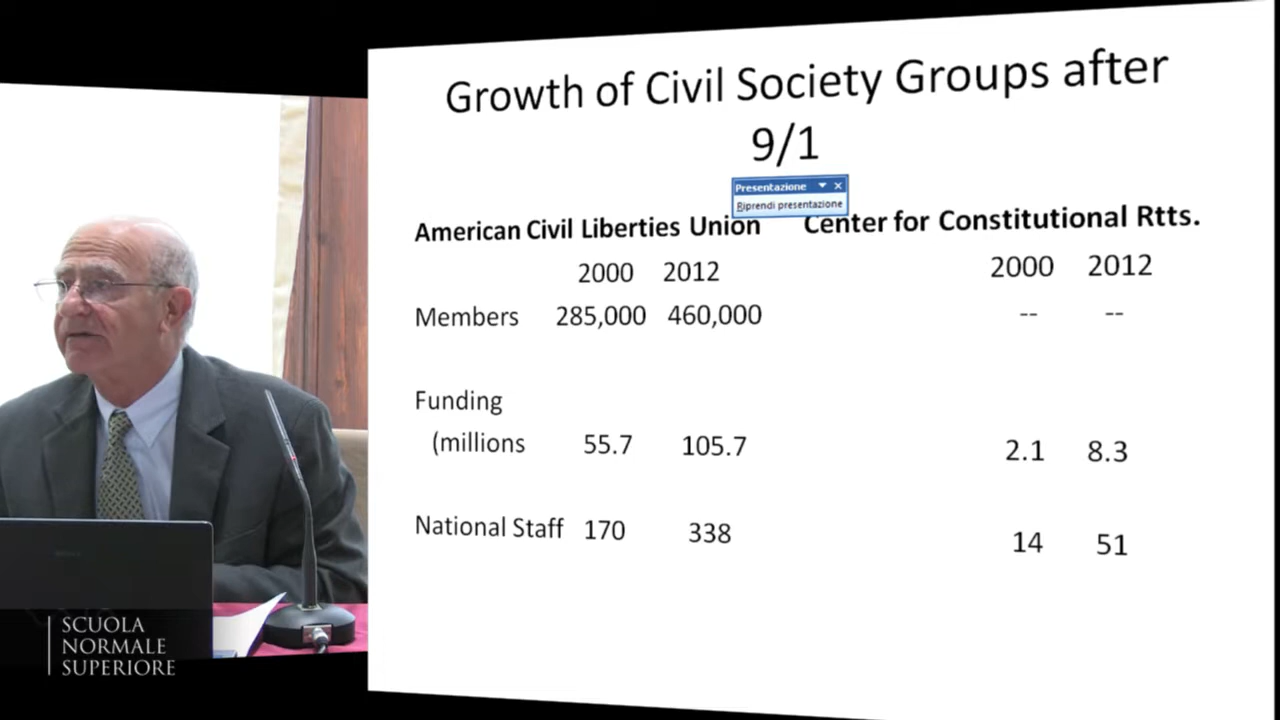 Growth of Civil Society Groups after
9/1
Presentazione
Riprendi presentazione
American Civil Liberties Union Center for Constitutional Rtts.
2000 2012 2000 2012
Members 285,000 460,000 -- --
Funding
(millions 55.7 105.7 2.1 8.3
National Staff 170 338 14 51
SCUOLA
NORMALE
SUPERIORE